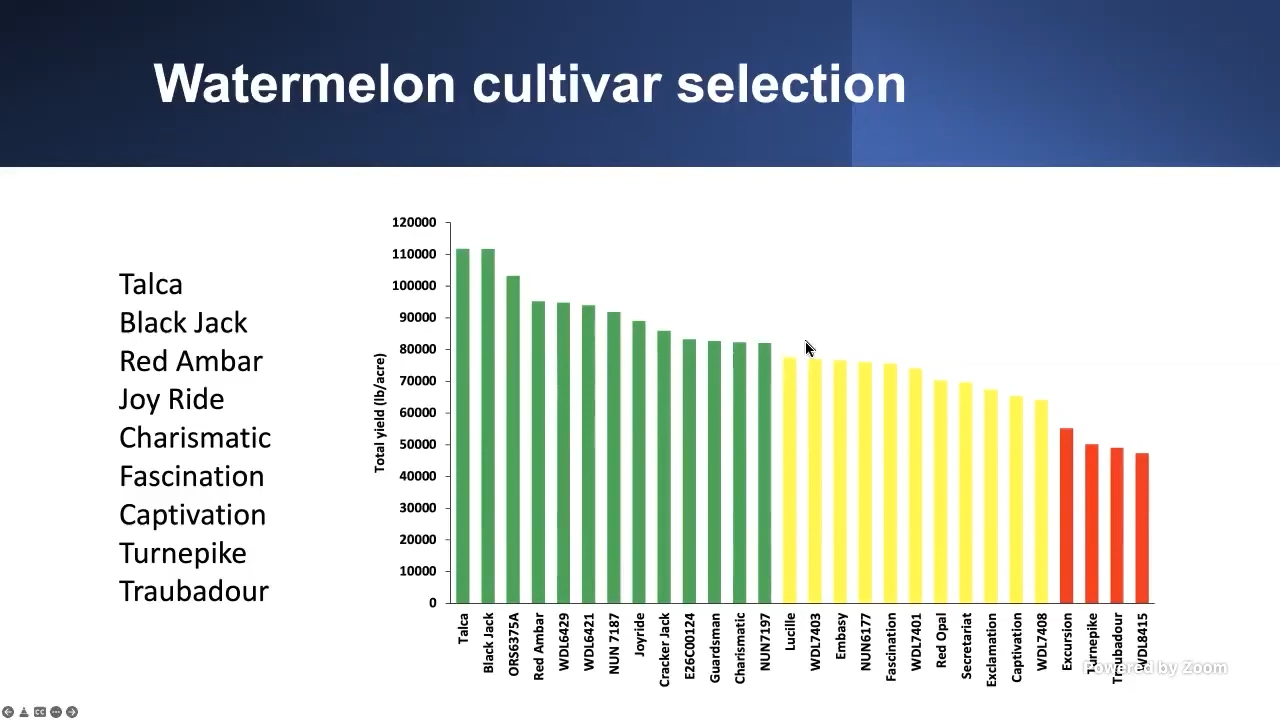 Watermelon cultivar selection
Talca
Black Jack
Red Ambar
Joy Ride
Charismatic
Fascination
Captivation
Turnepike
Traubadour
Total yield (lb/acre)
120000
110000
100000
90000
80000
70000
60000
50000
40000
30000
20000
10000
0
Talca
Black Jack
ORS6375A
Red Ambar
WDL6429
WDL6421
NUN 7187
Joyride
Cracker Jack
E26C00124
Guardsman
Charismatic
NUN7197
Lucille
WDL7403
Embasy
NUN6177
Fascination
WDL7401
Red Opal
Secretariat
Exclamation
Captivation
WDL7408
Excursion
Turnepike
Troubadour
WDL8415
Powered by Zoom
CC